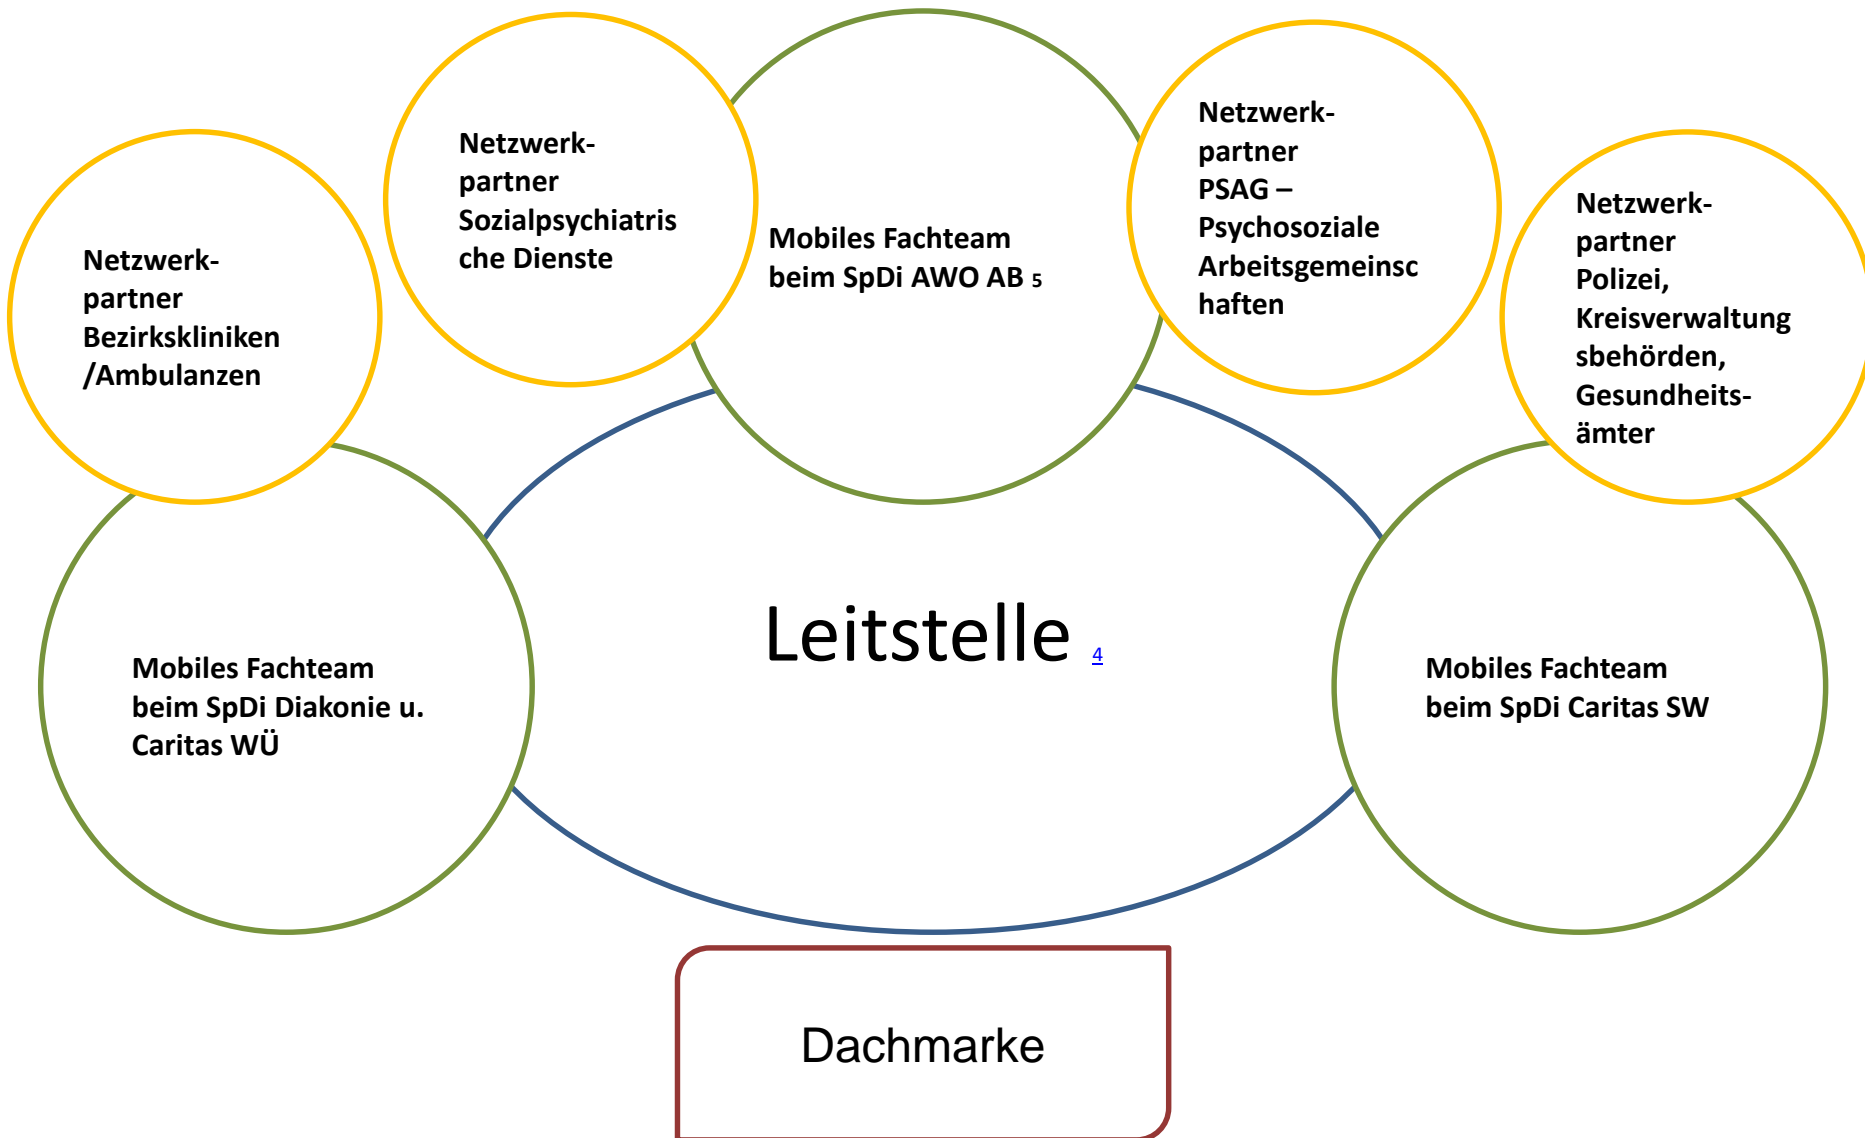 Netzwerk-
partner
Bezirkskliniken
/Ambulanzen
Netzwerk-
partner
Sozialpsychiatris
che Dienste
Mobiles Fachteam
beim SpDi AWO AB 5
Netzwerk-
partner
PSAG –
Psychosoziale
Arbeitsgemeinsc
haften
Netzwerk-
partner
Polizei,
Kreisverwaltung
sbehörden,
Gesundheits-
ämter
Mobiles Fachteam
beim SpDi Diakonie u.
Caritas WÜ
Leitstelle 4
Mobiles Fachteam
beim SpDi Caritas SW
Dachmarke